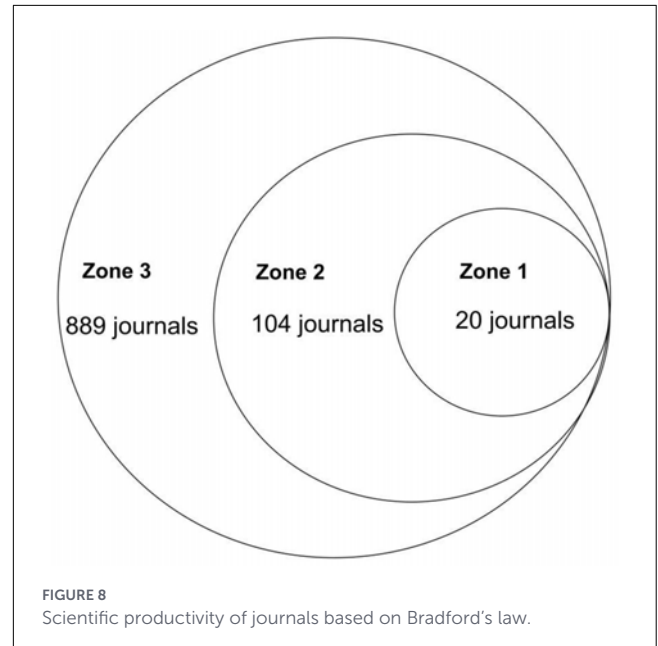 Zone 3
889 journals
Zone 2
104 journals
Zone 1
20 journals
FIGURE 8
Scientific productivity of journals based on Bradford's law.